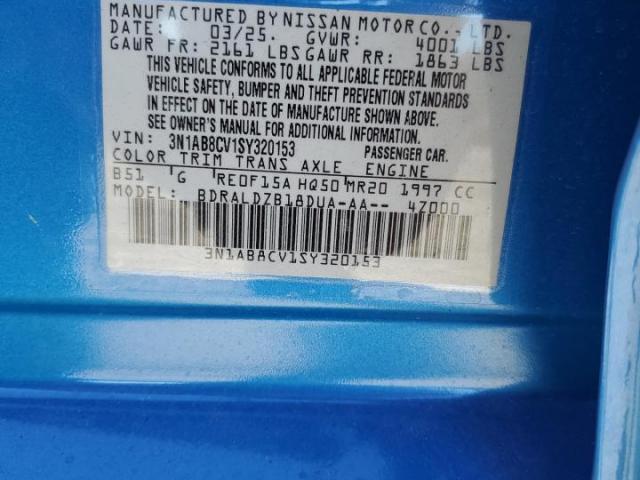 MANUFACTURED BY NISSAN MOTOR CO., LTD.
DATE: 03/25. GVWR: 4001 LBS
GAWR FR: 2161 LBS GAWR RR: 1863 LBS
THIS VEHICLE CONFORMS TO ALL APPLICABLE FEDERAL MOTOR
VEHICLE SAFETY, BUMPER AND THEFT PREVENTION STANDARDS
IN EFFECT ON THE DATE OF MANUFACTURE SHOWN ABOVE.
SEE OWNER'S MANUAL FOR ADDITIONAL INFORMATION.
VIN: 3N1AB8CV1SY320153 PASSENGER CAR.
COLOR TRIM TRANS AXLE ENGINE
B51 G RE0F15A HQ50 MR20 1997 CC
MODEL: BDRALDZB18DUA-AA-- 4Z000
3N1AB8CV1SY320153